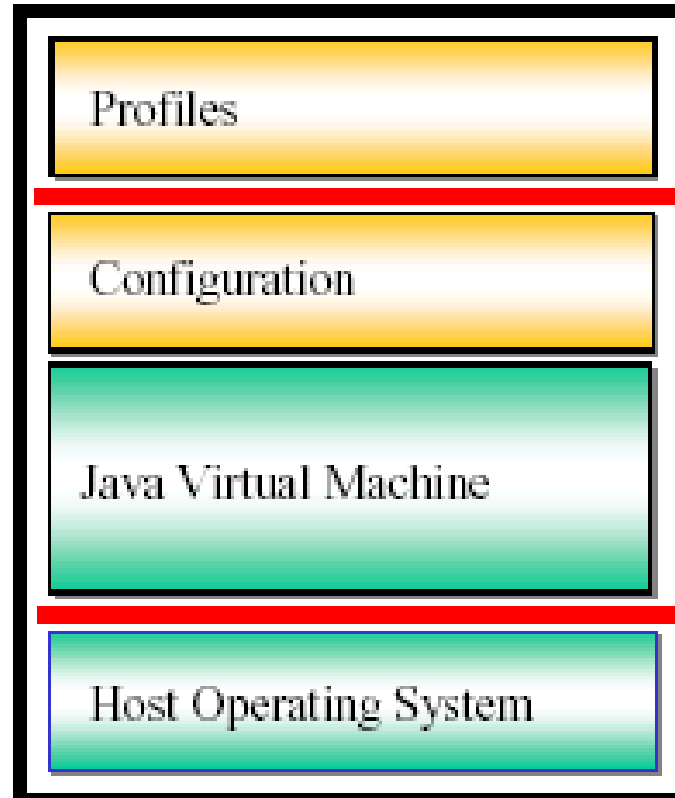 Profiles
Configuration
Java Virtual Machine
Host Operating System